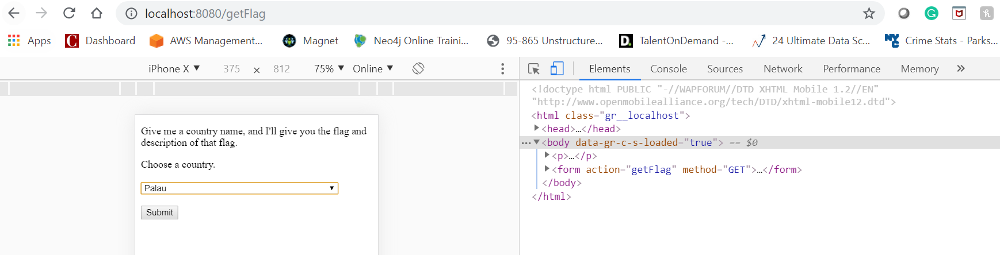 localhost:8080/getFlag
Apps C Dashboard AWS Management... Magnet Neo4j Online Traini... 95-865 Unstructure... D. TalentOnDemand -... 24 Ultimate Data Sc... NYC Crime Stats - Parks...
iPhone X ▼ 375 × 812 75% ▼ Online ▼
Elements Console Sources Network Performance Memory »
<!doctype html PUBLIC "-//WAPFORUM//DTD XHTML Mobile 1.2//EN"
"http://www.openmobilealliance.org/tech/DTD/xhtml-mobile12.dtd">
<html class="gr__localhost">
▶<head>…</head>
…▼<body data-gr-c-s-loaded="true"> == $0
▶<p>…</p>
▶<form action="getFlag" method="GET">…</form>
</body>
</html>
Give me a country name, and I'll give you the flag and
description of that flag.
Choose a country.
Palau ▼
Submit